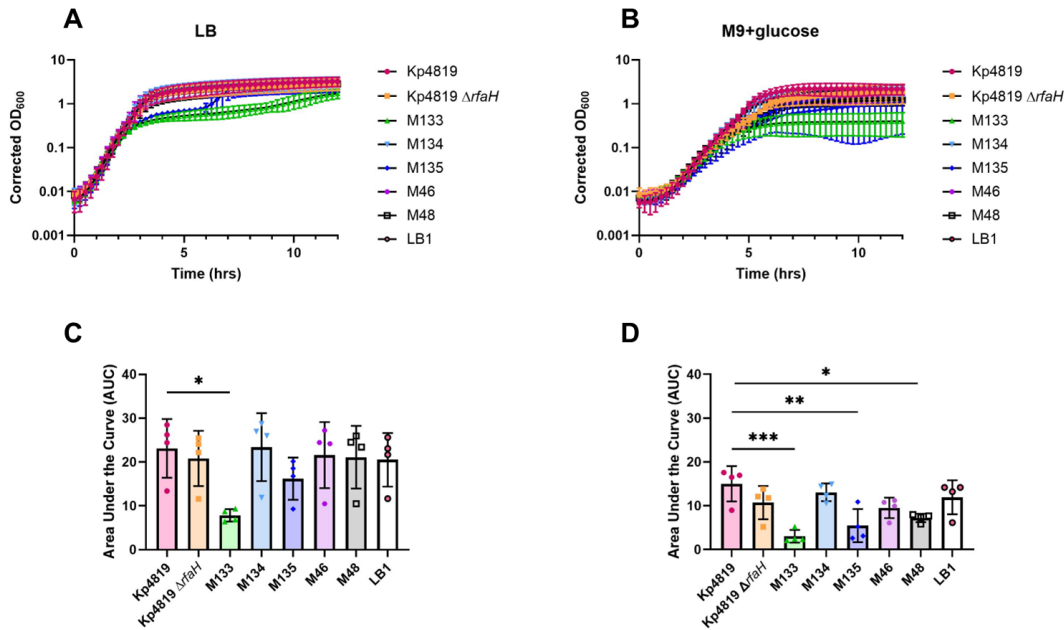 A
LB
Corrected OD600
10
1
0.1
0.01
0.001
0
5
10
Time (hrs)
Kp4819
Kp4819 ΔrfaH
M133
M134
M135
M46
M48
LB1
B
M9+glucose
Corrected OD600
10
1
0.1
0.01
0.001
0
5
10
Time (hrs)
Kp4819
Kp4819 ΔrfaH
M133
M134
M135
M46
M48
LB1
C
Area Under the Curve (AUC)
40
30
20
10
0
*
Kp4819
Kp4819 ΔrfaH
M133
M134
M135
M46
M48
LB1
D
Area Under the Curve (AUC)
40
30
20
10
0
*
**
***
Kp4819
Kp4819 ΔrfaH
M133
M134
M135
M46
M48
LB1